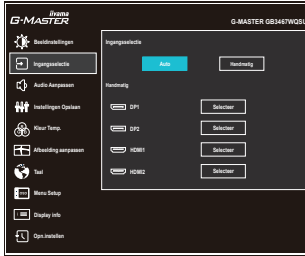 iiyama
G-MASTER
G-MASTER GB3467WQSU
Beeldinstellingen
Ingangsselectie
Audio Aanpassen
Instellingen Opslaan
Kleur Temp.
Afbeelding aanpassen
Taal
Menu Setup
Display info
Opn.instellen
Ingangsselectie
Auto
Handmatig
Handmatig
DP1
Selecteer
DP2
Selecteer
HDMI1
Selecteer
HDMI2
Selecteer